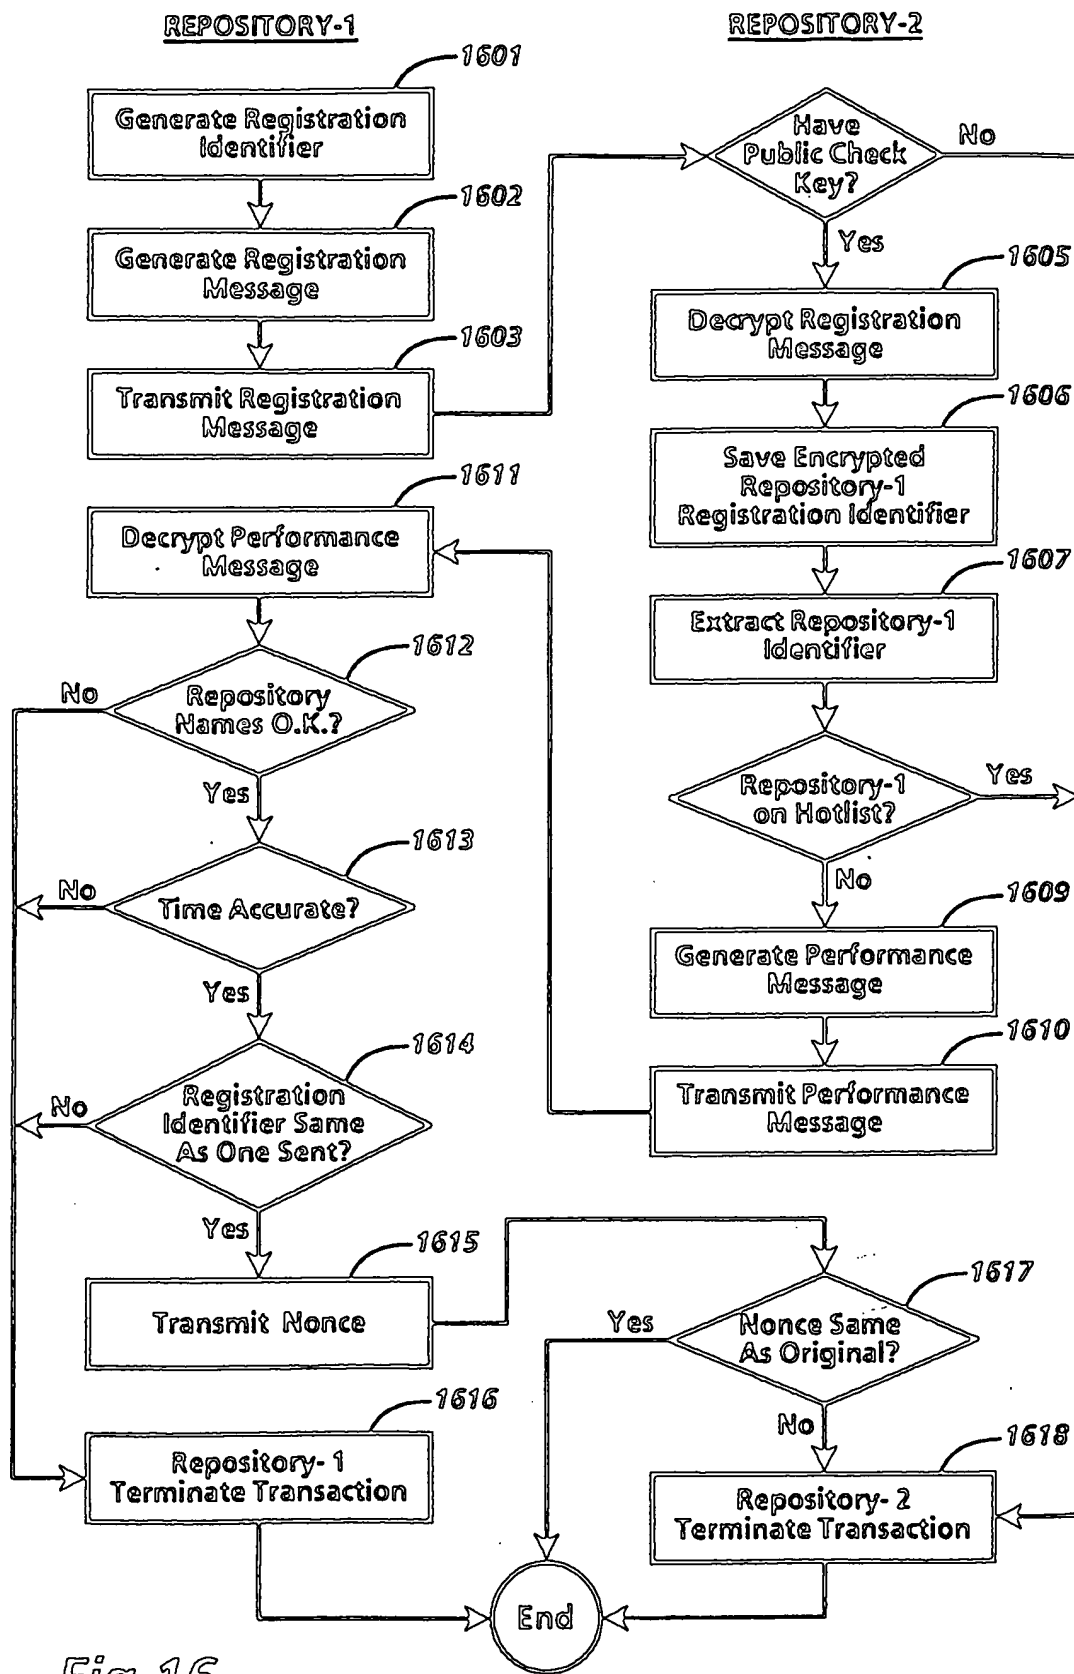 REPOSITORY-1
REPOSITORY-2
1601
Generate Registration
Identifier
1602
Generate Registration
Message
1603
Transmit Registration
Message
Have
Public Check
Key?
No
Yes
1605
Decrypt Registration
Message
1606
Save Encrypted
Repository-1
Registration Identifier
1607
Extract Repository-1
Identifier
Repository-1
on Hotlist?
Yes
No
1609
Generate Performance
Message
1610
Transmit Performance
Message
1611
Decrypt Performance
Message
1612
Repository
Names O.K.?
No
Yes
1613
Time Accurate?
No
Yes
1614
Registration
Identifier Same
As One Sent?
No
Yes
1615
Transmit Nonce
1617
Nonce Same
As Original?
Yes
No
1616
Repository-1
Terminate Transaction
1618
Repository-2
Terminate Transaction
End
Fig. 16